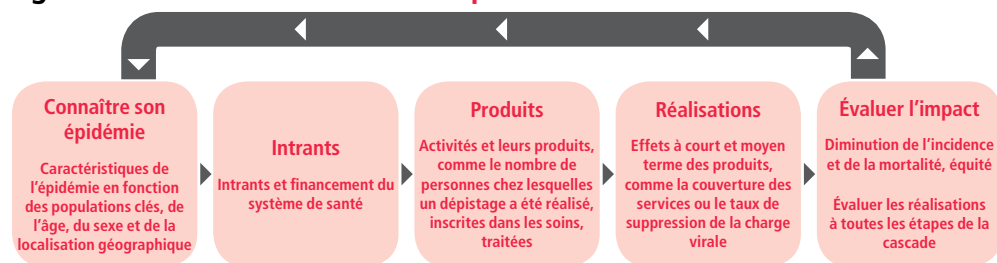 Connaître son
épidémie
Caractéristiques de
l'épidémie en fonction
des populations clés, de
l'âge, du sexe et de la
localisation géographique
Intrants
Intrants et financement du
système de santé
Produits
Activités et leurs produits,
comme le nombre de
personnes chez lesquelles
un dépistage a été réalisé,
inscrites dans les soins,
traitées
Réalisations
Effets à court et moyen
terme des produits,
comme la couverture des
services ou le taux de
suppression de la charge
virale
Évaluer l'impact
Diminution de l'incidence
et de la mortalité, équité
Évaluer les réalisations
à toutes les étapes de la
cascade